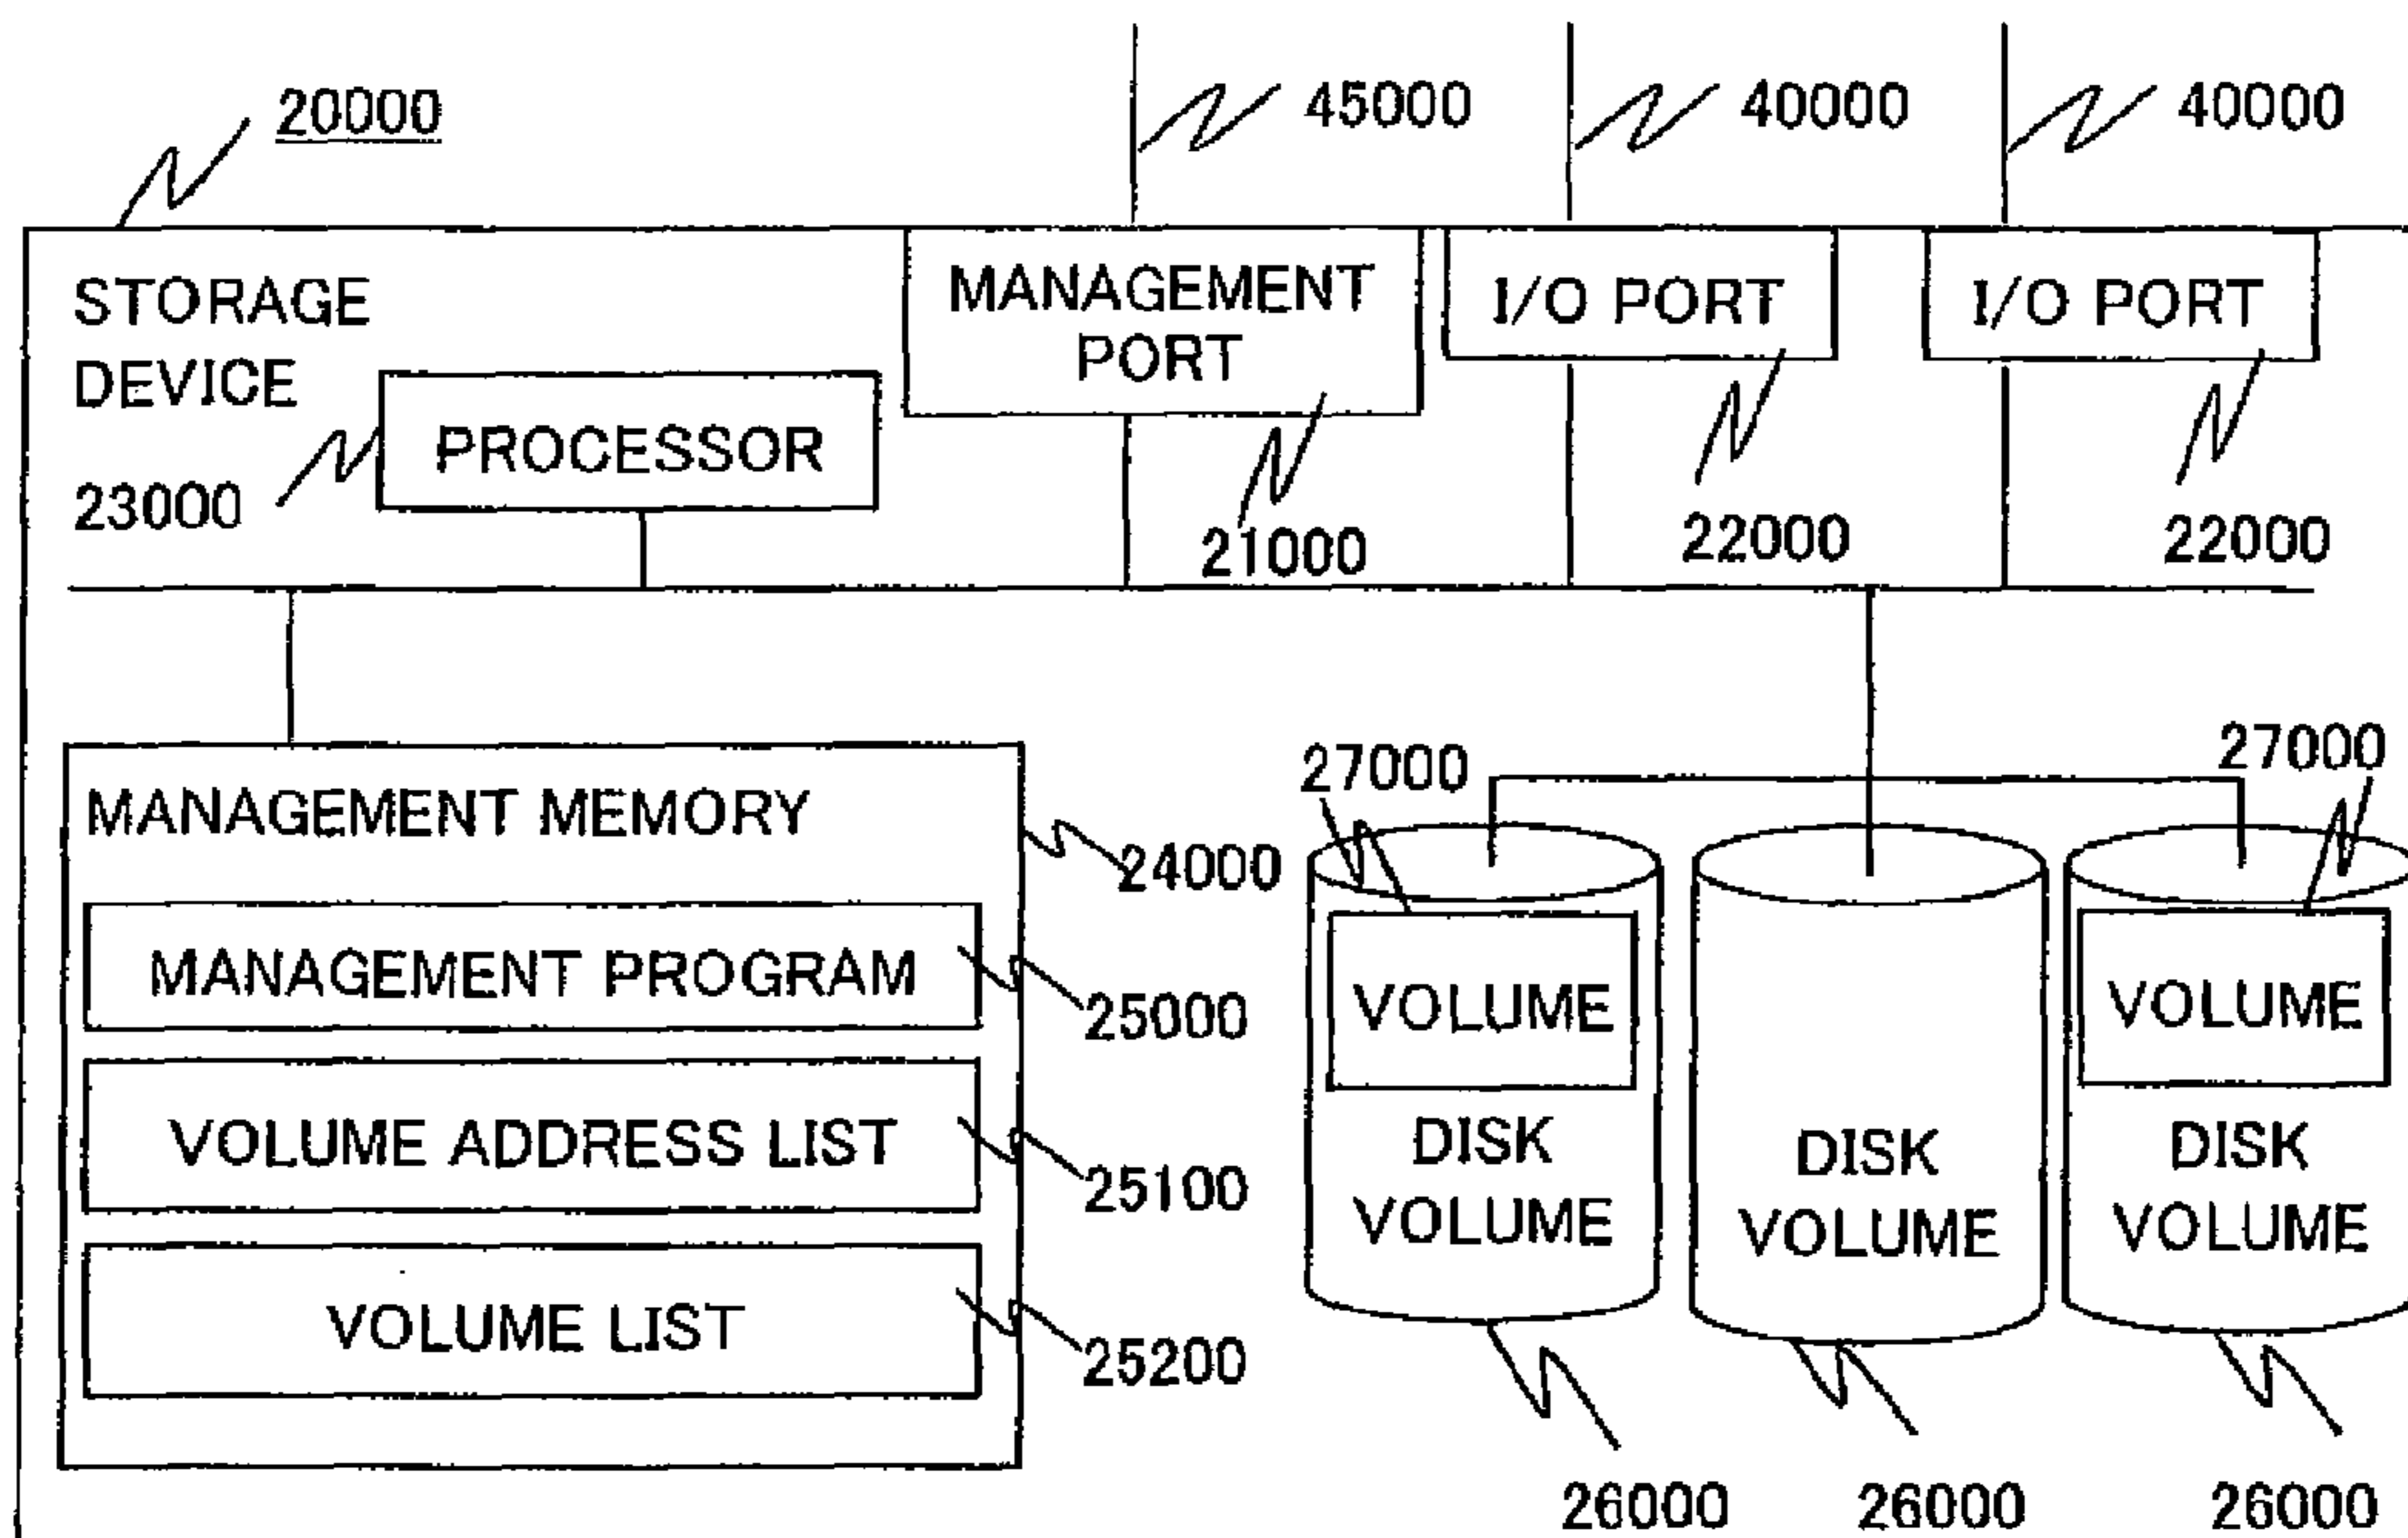 20000
45000
40000
40000
STORAGE
DEVICE
MANAGEMENT
PORT
I/O PORT
I/O PORT
PROCESSOR
23000
21000
22000
22000
MANAGEMENT MEMORY
24000
27000
27000
MANAGEMENT PROGRAM
25000
VOLUME ADDRESS LIST
25100
VOLUME LIST
25200
VOLUME
DISK
VOLUME
DISK
VOLUME
VOLUME
DISK
VOLUME
26000
26000
26000